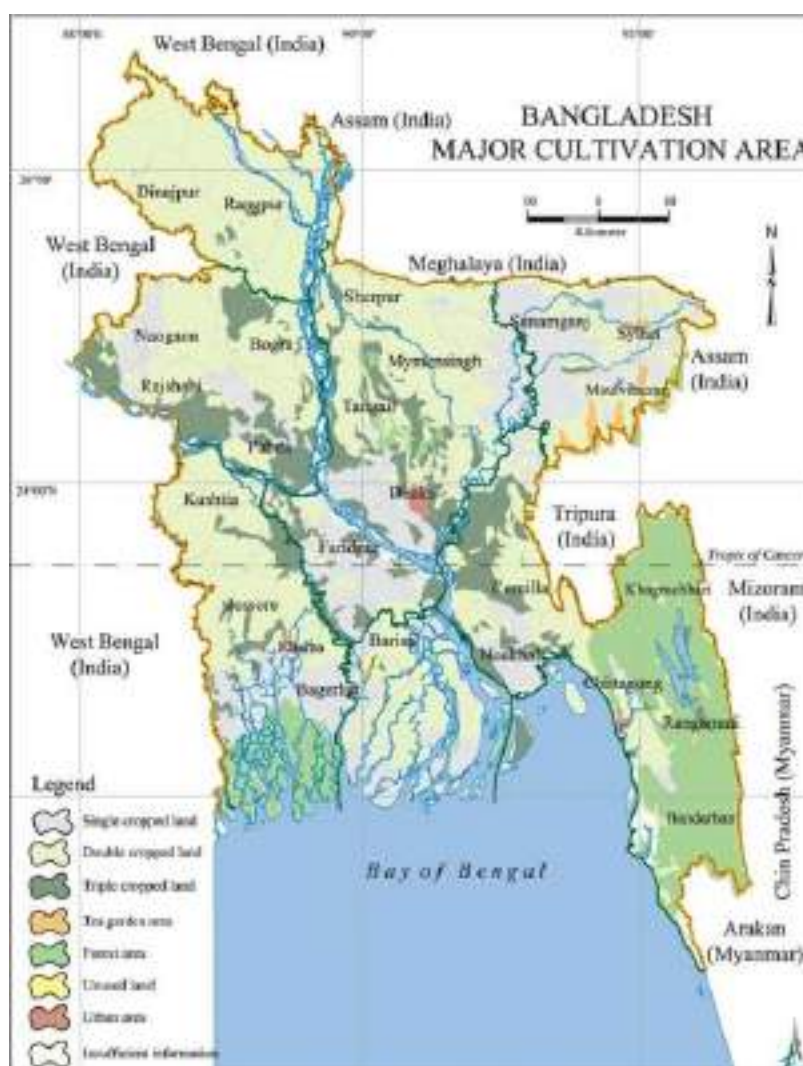 West Bengal (India)
Assam (India)
BANGLADESH
MAJOR CULTIVATION AREA
Dinajpur
Rangpur
West Bengal
(India)
Meghalaya (India)
N
Kilometer
Sherpur
Sunamganj
Sylhet
Naogaon
Bogra
Mymensingh
Assam
(India)
Rajshahi
Tangail
Moulvibazar
Pabna
Dhaka
Kushtia
Tripura
(India)
Faridpur
Tropic of Cancer
Comilla
Khagrachhari
Mizoram
(India)
Jessore
West Bengal
(India)
Khulna
Barisal
Noakhali
Bagerhat
Chittagong
Rangamati
Chin Pradesh (Myanmar)
Legend
Bandarban
Single cropped land
Double cropped land
Triple cropped land
Tea garden area
Forest area
Unused land
Urban area
Insufficient information
Bay of Bengal
Arakan
(Myanmar)